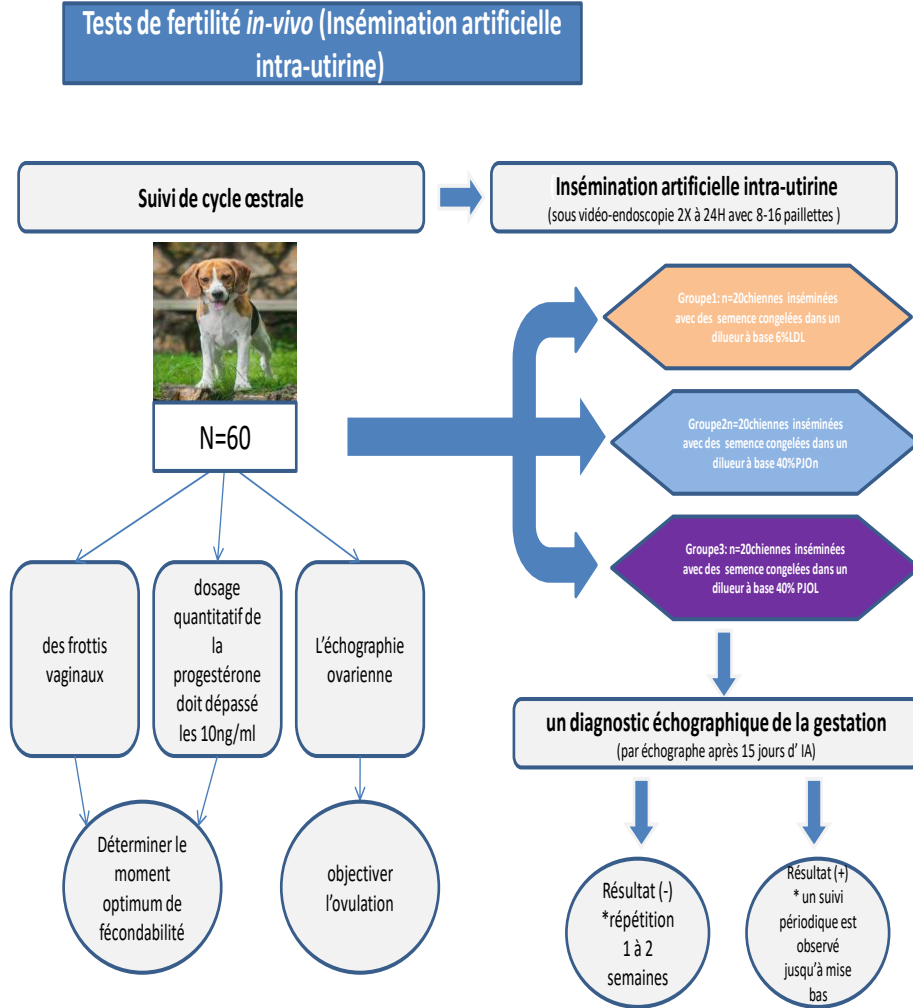 Tests de fertilité in-vivo (Insémination artificielle
intra-utirine)
Suivi de cycle œstrale
Insémination artificielle intra-utirine
(sous vidéo-endoscopie 2X à 24H avec 8-16 paillettes )
N=60
Groupe1: n=20chiennes inséminées
avec des semence congelées dans un
dilueur à base 6%LDL
Groupe2n=20chiennes inséminées
avec des semence congelées dans un
dilueur à base 40%PJOn
Groupe3: n=20chiennes inséminées
avec des semence congelées dans un
dilueur à base 40% PJOL
des frottis
vaginaux
dosage
quantitatif de
la
progestérone
doit dépassé
les 10ng/ml
L’échographie
ovarienne
Déterminer le
moment
optimum de
fécondabilité
objectiver
l’ovulation
un diagnostic échographique de la gestation
(par échographe après 15 jours d’ IA)
Résultat (-)
*répétition
1 à 2
semaines
Résultat (+)
* un suivi
périodique est
observé
jusqu’à mise
bas